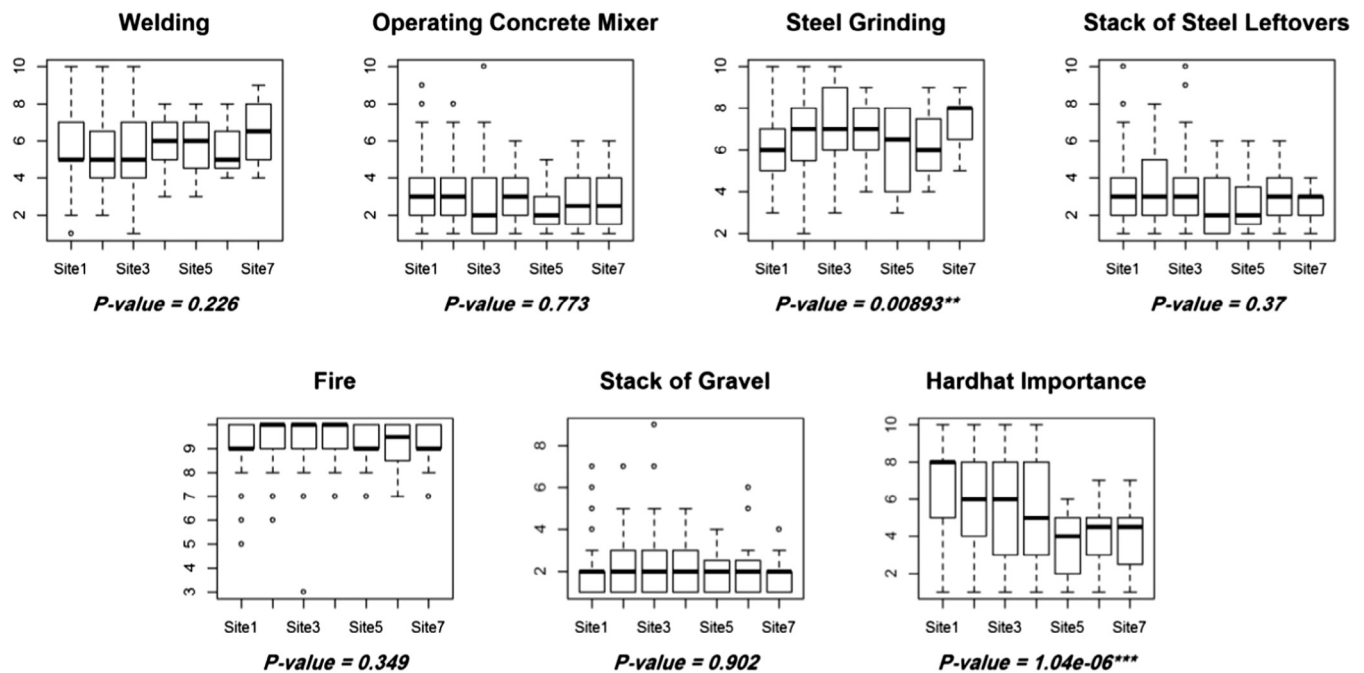 Welding
Operating Concrete Mixer
Steel Grinding
Stack of Steel Leftovers
10
8
6
4
2
Site1 Site3 Site5 Site7
10
8
6
4
2
Site1 Site3 Site5 Site7
10
8
6
4
2
Site1 Site3 Site5 Site7
10
8
6
4
2
Site1 Site3 Site5 Site7
P-value = 0.226
P-value = 0.773
P-value = 0.00893**
P-value = 0.37
Fire
Stack of Gravel
Hardhat Importance
9
8
7
6
5
4
3
Site1 Site3 Site5 Site7
8
6
4
2
Site1 Site3 Site5 Site7
10
8
6
4
2
Site1 Site3 Site5 Site7
P-value = 0.349
P-value = 0.902
P-value = 1.04e-06***